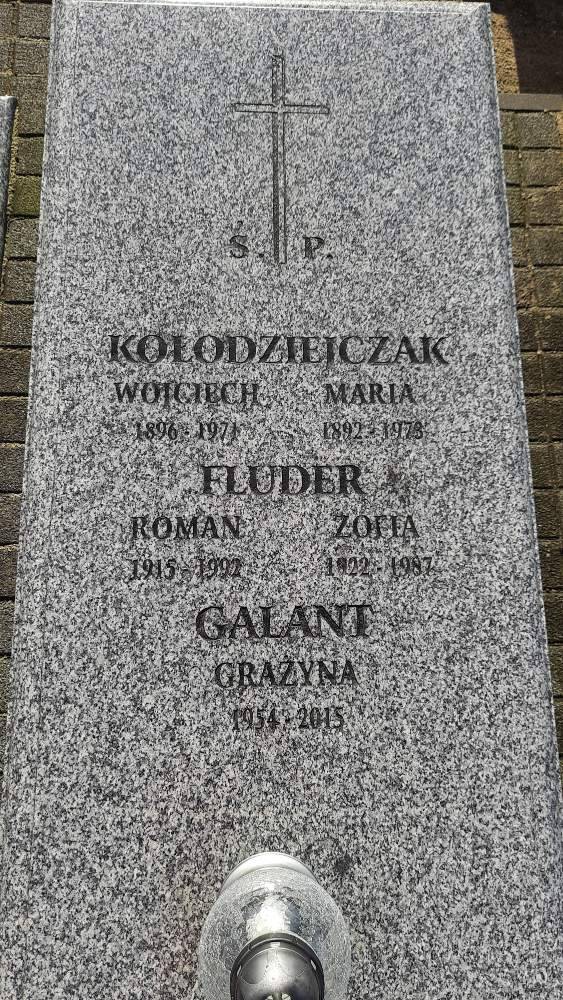 Ś. P.
KOŁODZIEJCZAK
WOJCIECH MARIA
1896 - 1971 1892 - 1978
FLUDER
ROMAN ZOFIA
1915 - 1992 1922 - 1987
GALANT
GRAŻYNA
1954 - 2015